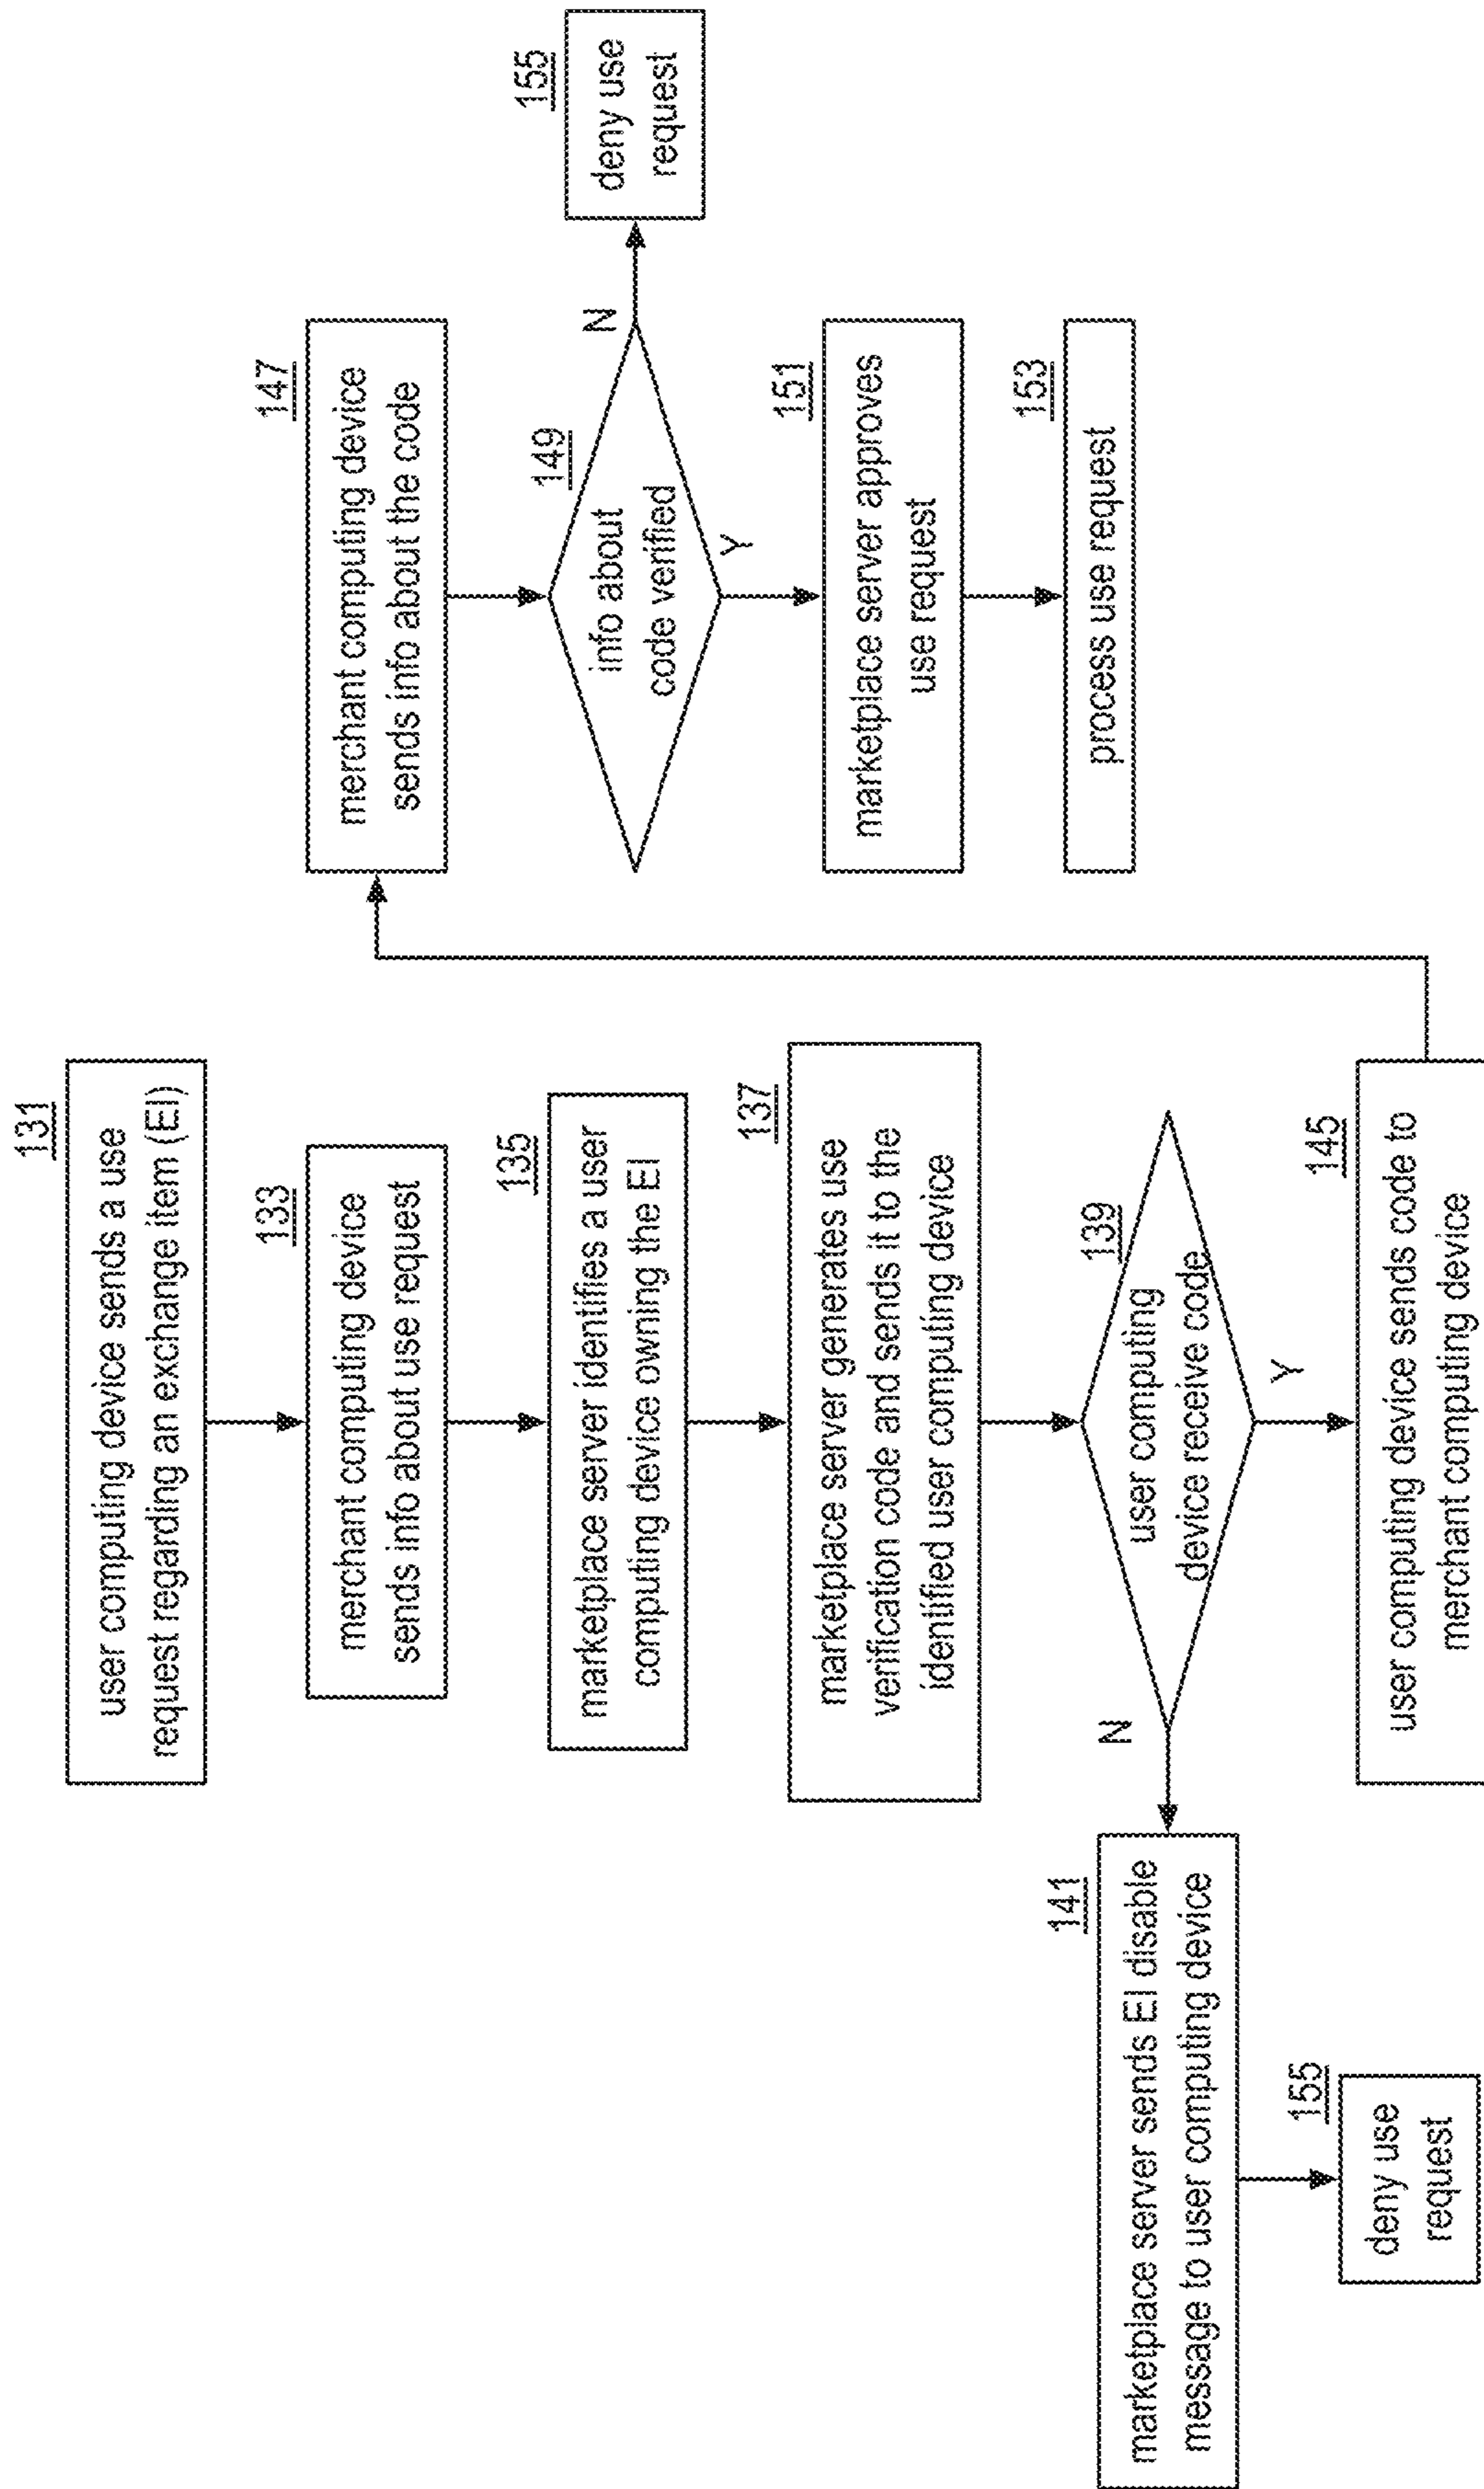 131
user computing device sends a use
request regarding an exchange item (EI)
133
merchant computing device
sends info about use request
135
marketplace server identifies a user
computing device owning the EI
137
marketplace server generates use
verification code and sends it to the
identified user computing device
139
user computing
device receive code
N
Y
141
marketplace server sends EI disable
message to user computing device
155
deny use
request
145
user computing device sends code to
merchant computing device
147
merchant computing device
sends info about the code
149
info about
code verified
N
Y
155
deny use
request
151
marketplace server approves
use request
153
process use request